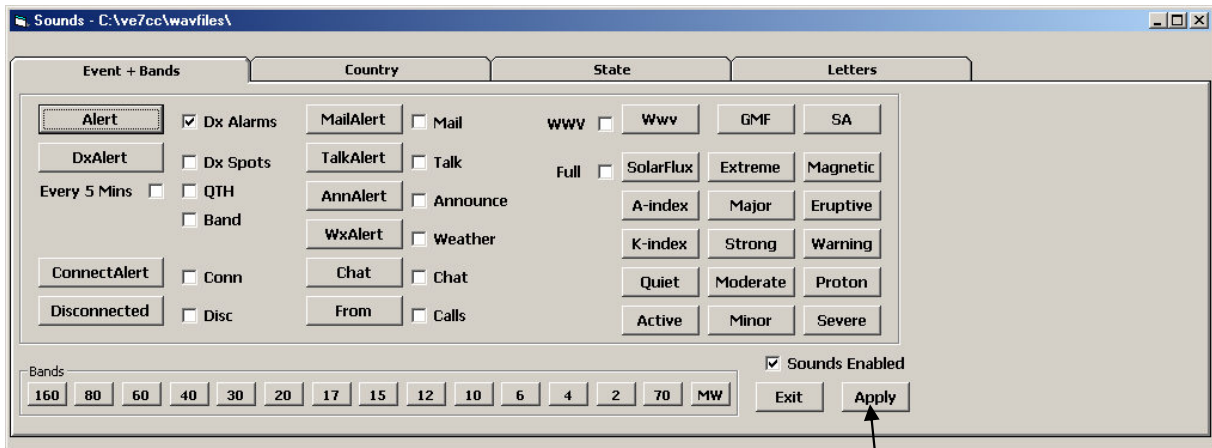 Sounds - C:\ve7cc\wavfiles\
Event + Bands Country State Letters
Alert Dx Alarms MailAlert Mail WWV Wwv GMF SA
DxAlert Dx Spots TalkAlert Talk Full SolarFlux Extreme Magnetic
Every 5 Mins QTH AnnAlert Announce A-index Major Eruptive
Band WxAlert Weather K-index Strong Warning
ConnectAlert Conn Chat Chat Quiet Moderate Proton
Disconnected Disc From Calls Active Minor Severe
Sounds Enabled
Bands
160 80 60 40 30 20 17 15 12 10 6 4 2 70 MW Exit Apply